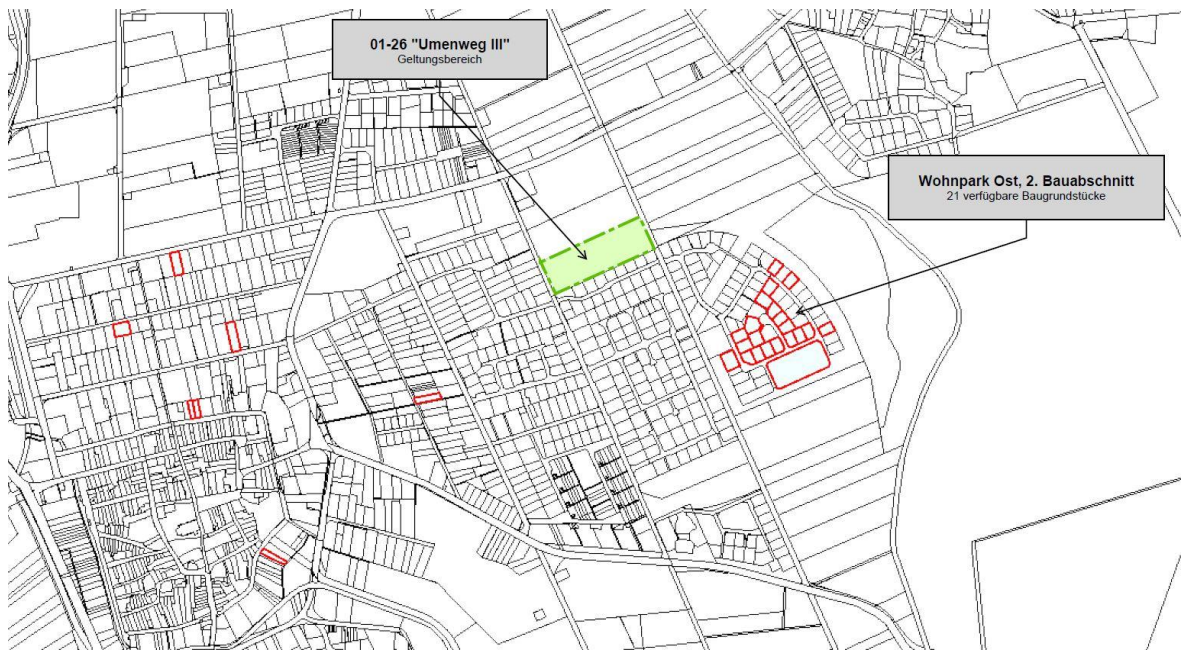 01-26 "Umenweg III"
Geltungsbereich
Wohnpark Ost, 2. Bauabschnitt
21 verfügbare Baugrundstücke